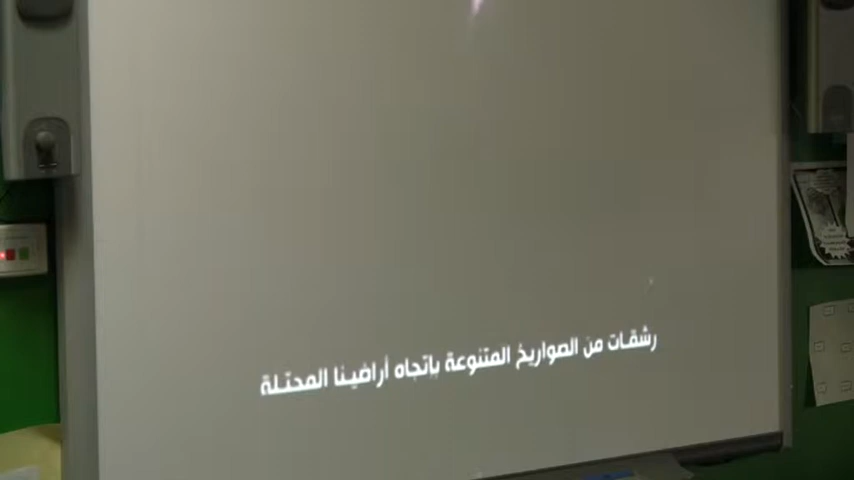 رشقات من الصواريخ المتنوعة باتجاه أراضينا المحتلة